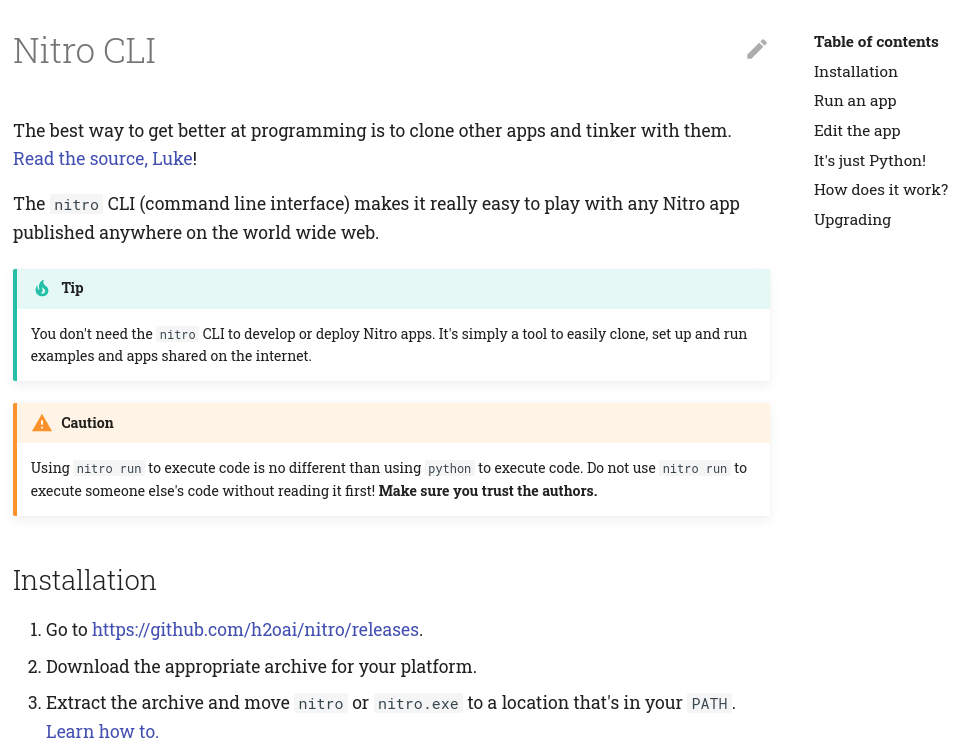 Nitro CLI
The best way to get better at programming is to clone other apps and tinker with them.
Read the source, Luke!
The nitro CLI (command line interface) makes it really easy to play with any Nitro app
published anywhere on the world wide web.
Tip
You don't need the nitro CLI to develop or deploy Nitro apps. It's simply a tool to easily clone, set up and run
examples and apps shared on the internet.
Caution
Using nitro run to execute code is no different than using python to execute code. Do not use nitro run to
execute someone else's code without reading it first! Make sure you trust the authors.
Installation
1. Go to https://github.com/h2oai/nitro/releases.
2. Download the appropriate archive for your platform.
3. Extract the archive and move nitro or nitro.exe to a location that's in your PATH.
Learn how to.
Table of contents
Installation
Run an app
Edit the app
It's just Python!
How does it work?
Upgrading